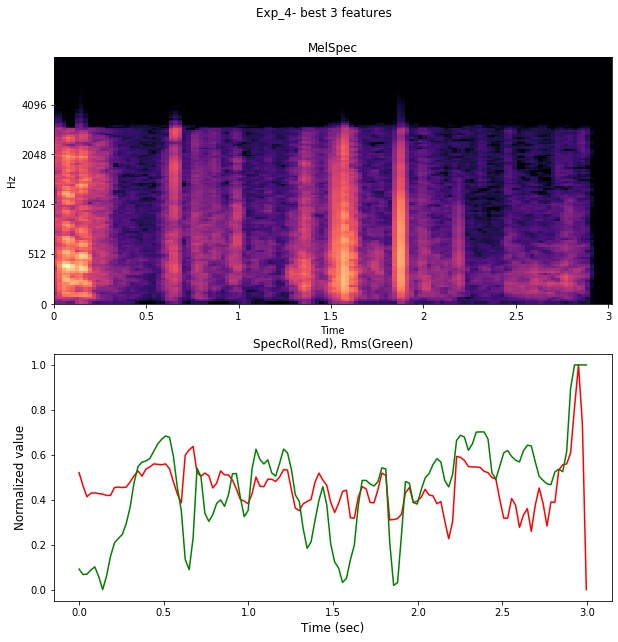 Exp_4- best 3 features
MelSpec
4096
2048
1024
512
0
Hz
0 0.5 1 1.5 2 2.5 3
Time
SpecRol(Red), Rms(Green)
1.0
0.8
0.6
0.4
0.2
0.0
Normalized value
0.0 0.5 1.0 1.5 2.0 2.5 3.0
Time (sec)